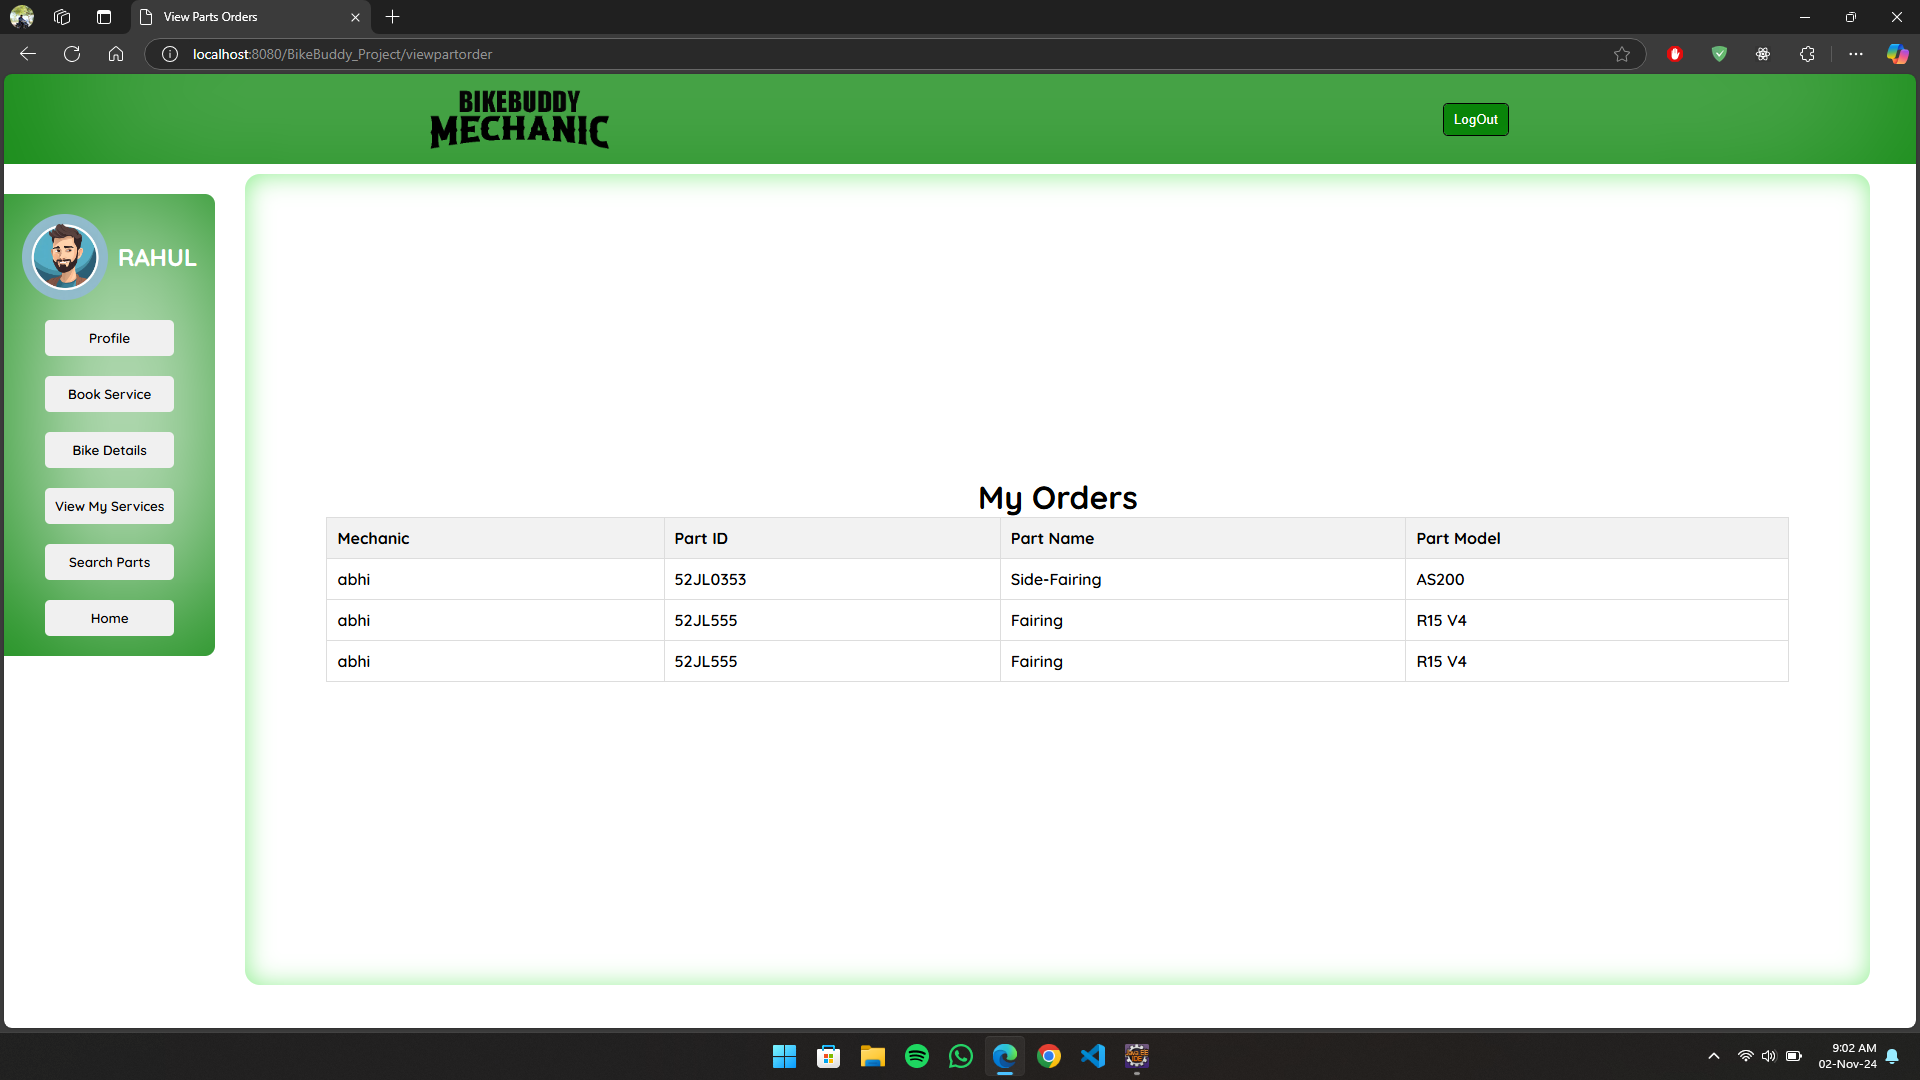 View Parts Orders
localhost:8080/BikeBuddy_Project/viewpartorder
BIKEBUDDY
MECHANIC
LogOut
RAHUL
Profile
Book Service
Bike Details
View My Services
Search Parts
Home
My Orders
Mechanic Part ID Part Name Part Model
abhi 52JL0353 Side-Fairing AS200
abhi 52JL555 Fairing R15 V4
abhi 52JL555 Fairing R15 V4
9:02 AM
02-Nov-24